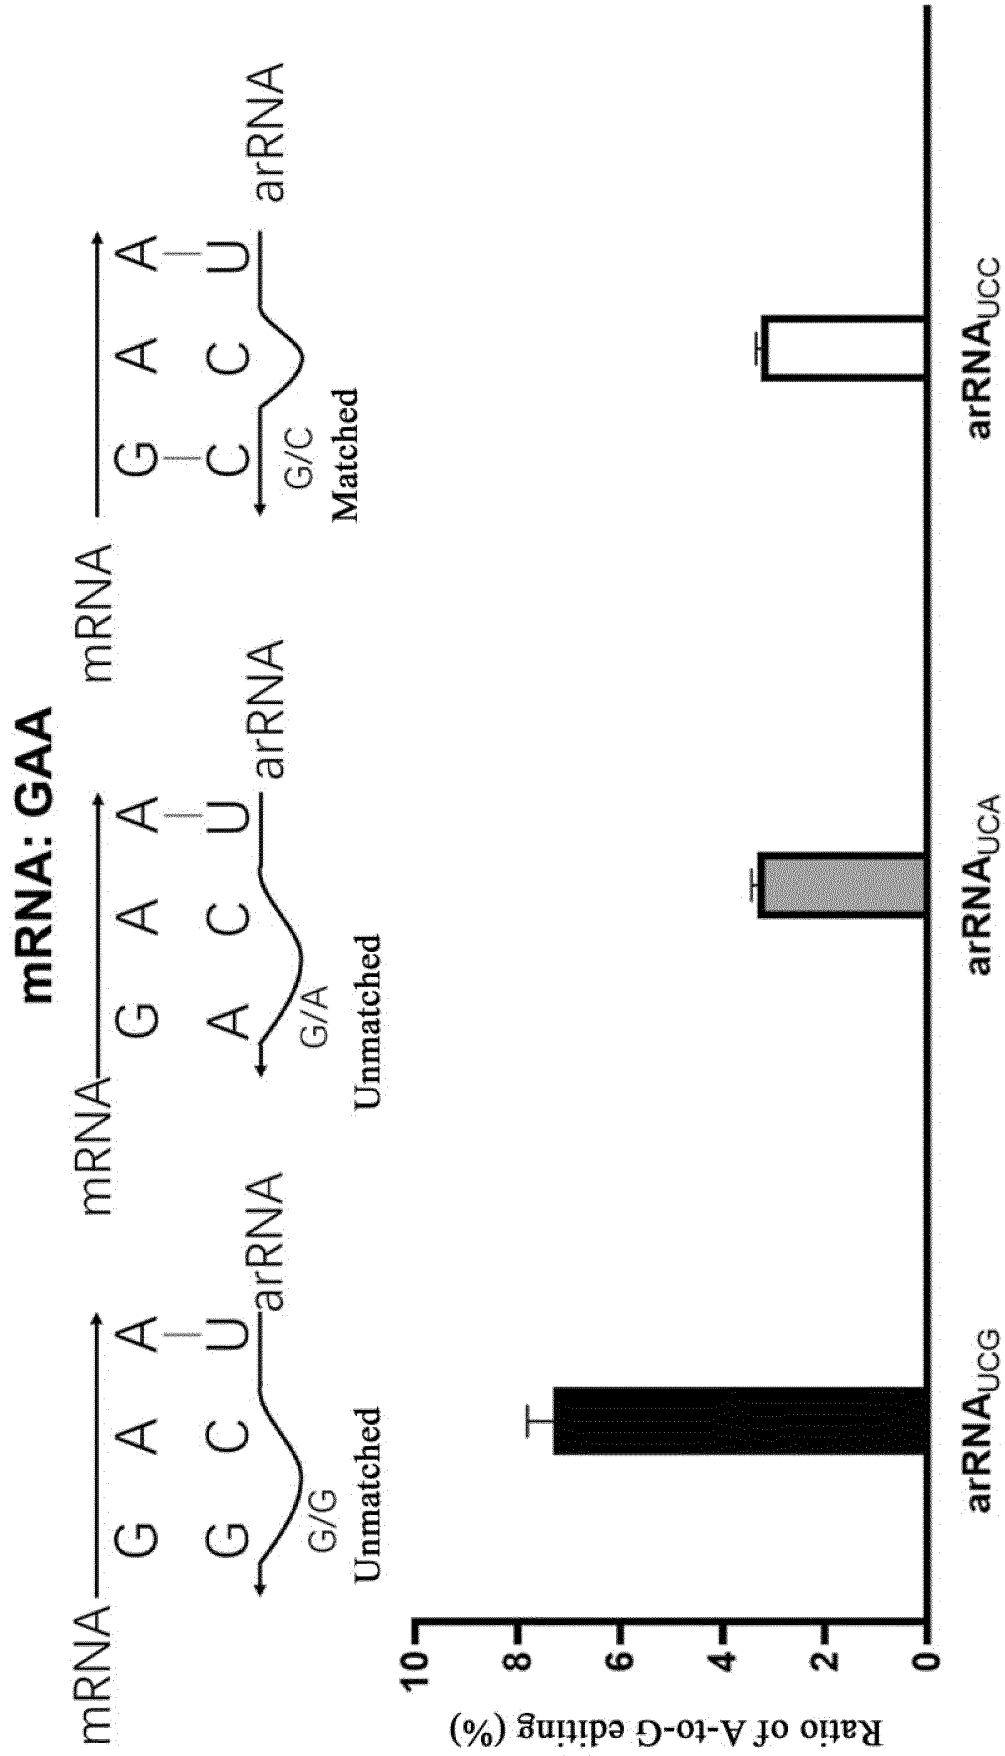 mRNA: GAA
mRNA
G A A
G C U
arRNA
G/G
Unmatched
mRNA
G A A
A C U
arRNA
G/A
Unmatched
mRNA
G A A
C C U
arRNA
G/C
Matched
Ratio of A-to-G editing (%)
10
8
6
4
2
0
arRNAUCG
arRNAUCA
arRNAUCC